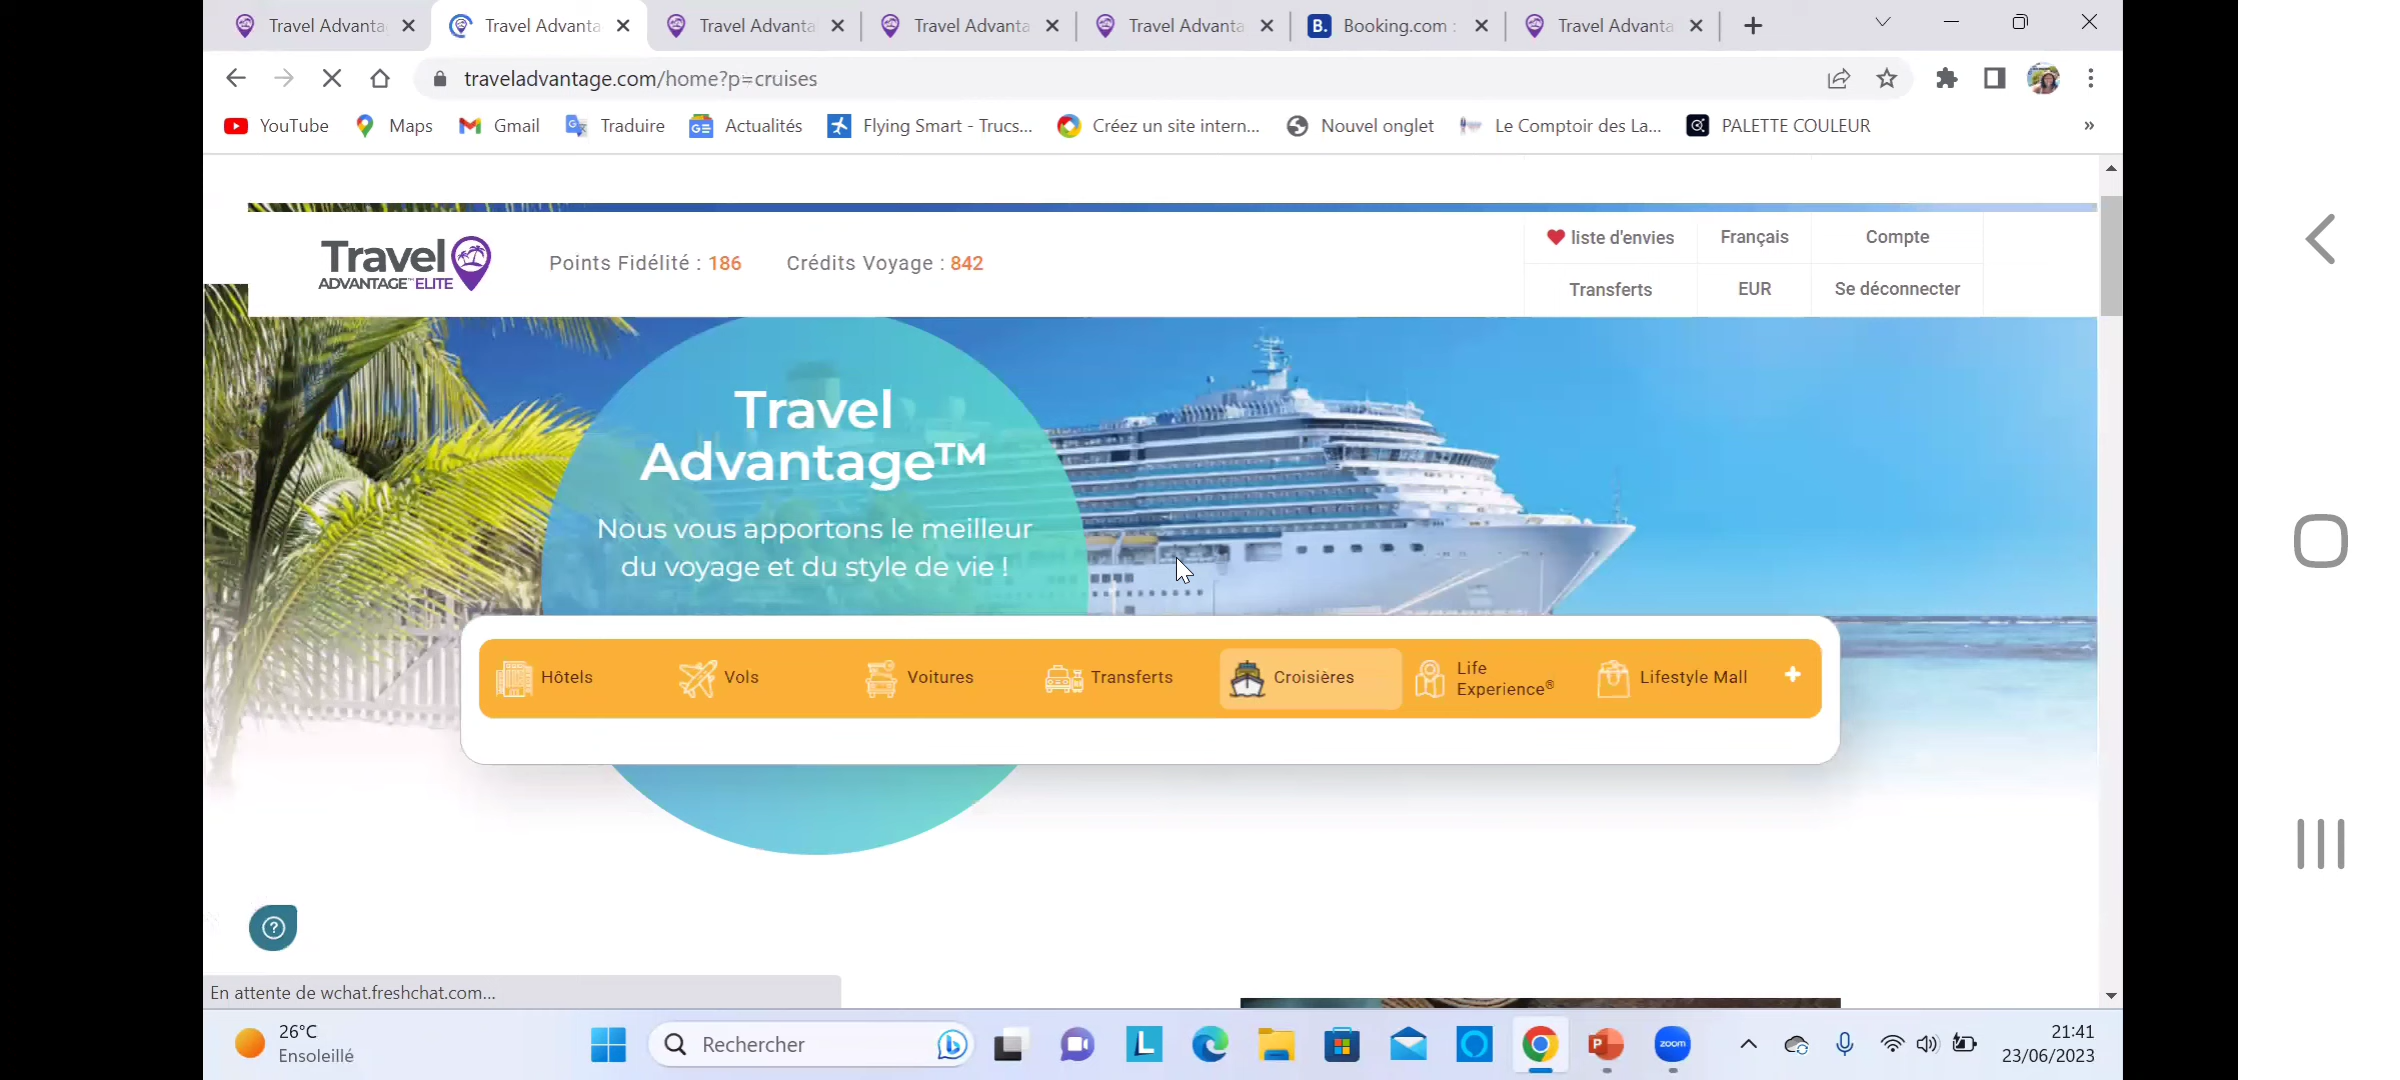 Travel Advanta
Travel Advanta
Travel Advanta
Travel Advanta
Travel Advanta
B. Booking.com :
Travel Advanta
traveladvantage.com/home?p=cruises
YouTube
Maps
Gmail
Traduire
Actualités
Flying Smart - Trucs...
Créez un site intern...
Nouvel onglet
Le Comptoir des La...
PALETTE COULEUR
»
Travel
ADVANTAGE™ ELITE
Points Fidélité : 186
Crédits Voyage : 842
liste d'envies
Français
Compte
Transferts
EUR
Se déconnecter
Travel
Advantage™
Nous vous apportons le meilleur
du voyage et du style de vie !
Hôtels
Vols
Voitures
Transferts
Croisières
Life
Experience®
Lifestyle Mall
+
En attente de wchat.freshchat.com...
26°C
Ensoleillé
Rechercher
L
P
zoom
21:41
23/06/2023